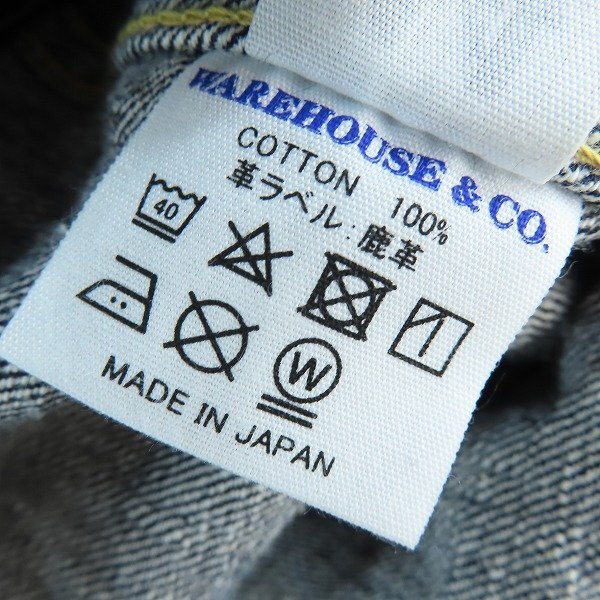 WAREHOUSE & CO.
COTTON 100%
革ラベル：鹿革
40
W
MADE IN JAPAN